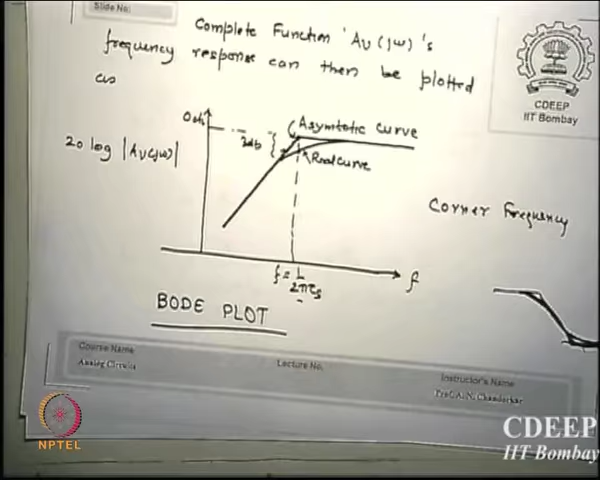 Slide No:
Complete Function 'Av(jω)'s
frequency response can then be plotted
as
CDEEP
IIT Bombay
0 db
Asymptotic curve
3db
Real curve
20 log |Av(jω)|
Corner Frequency
f = 1/2πτs
f
BODE PLOT
Course Name
Analog Circuits
Lecture No.
Instructor's Name
Prof. A. N. Chandorkar
NPTEL
CDEEP
IIT Bombay